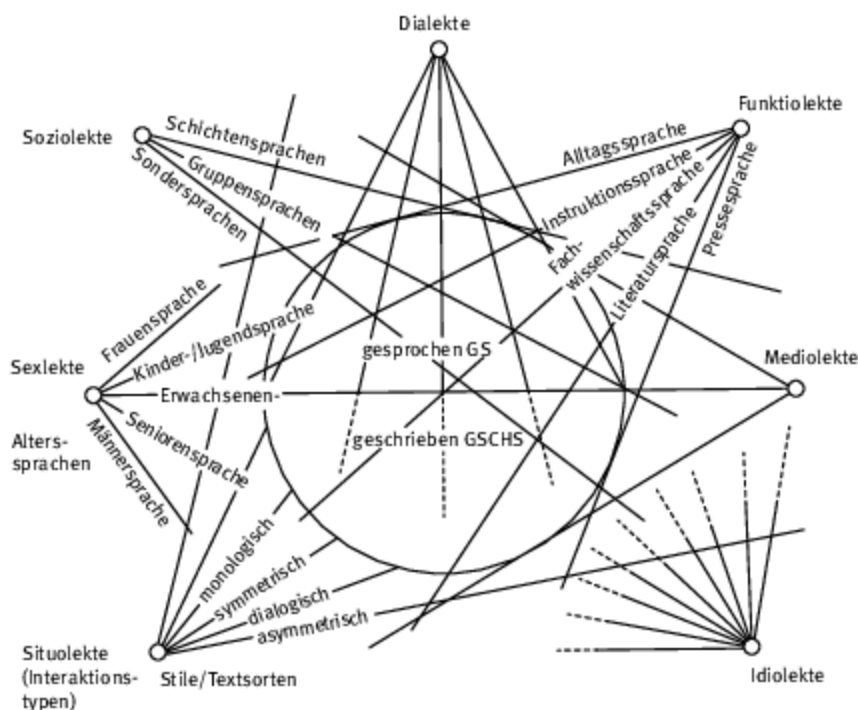 Dialekte
Funktiolekte
Soziolekte
Schichtensprachen
Gruppensprachen
Sondersprachen
Alltagssprache
Instruktionssprache
Fach-
wissenschaftssprache
Literatursprache
Pressesprache
Frauensprache
Kinder-/Jugendsprache
gesprochen GS
Mediolekte
Sexlekte
Erwachsenen-
Alters-
sprachen
Seniorensprache
Männersprache
geschrieben GSCHS
monologisch
symmetrisch
dialogisch
asymmetrisch
Situolekte
(Interaktions-
typen)
Stile/Textsorten
Idiolekte